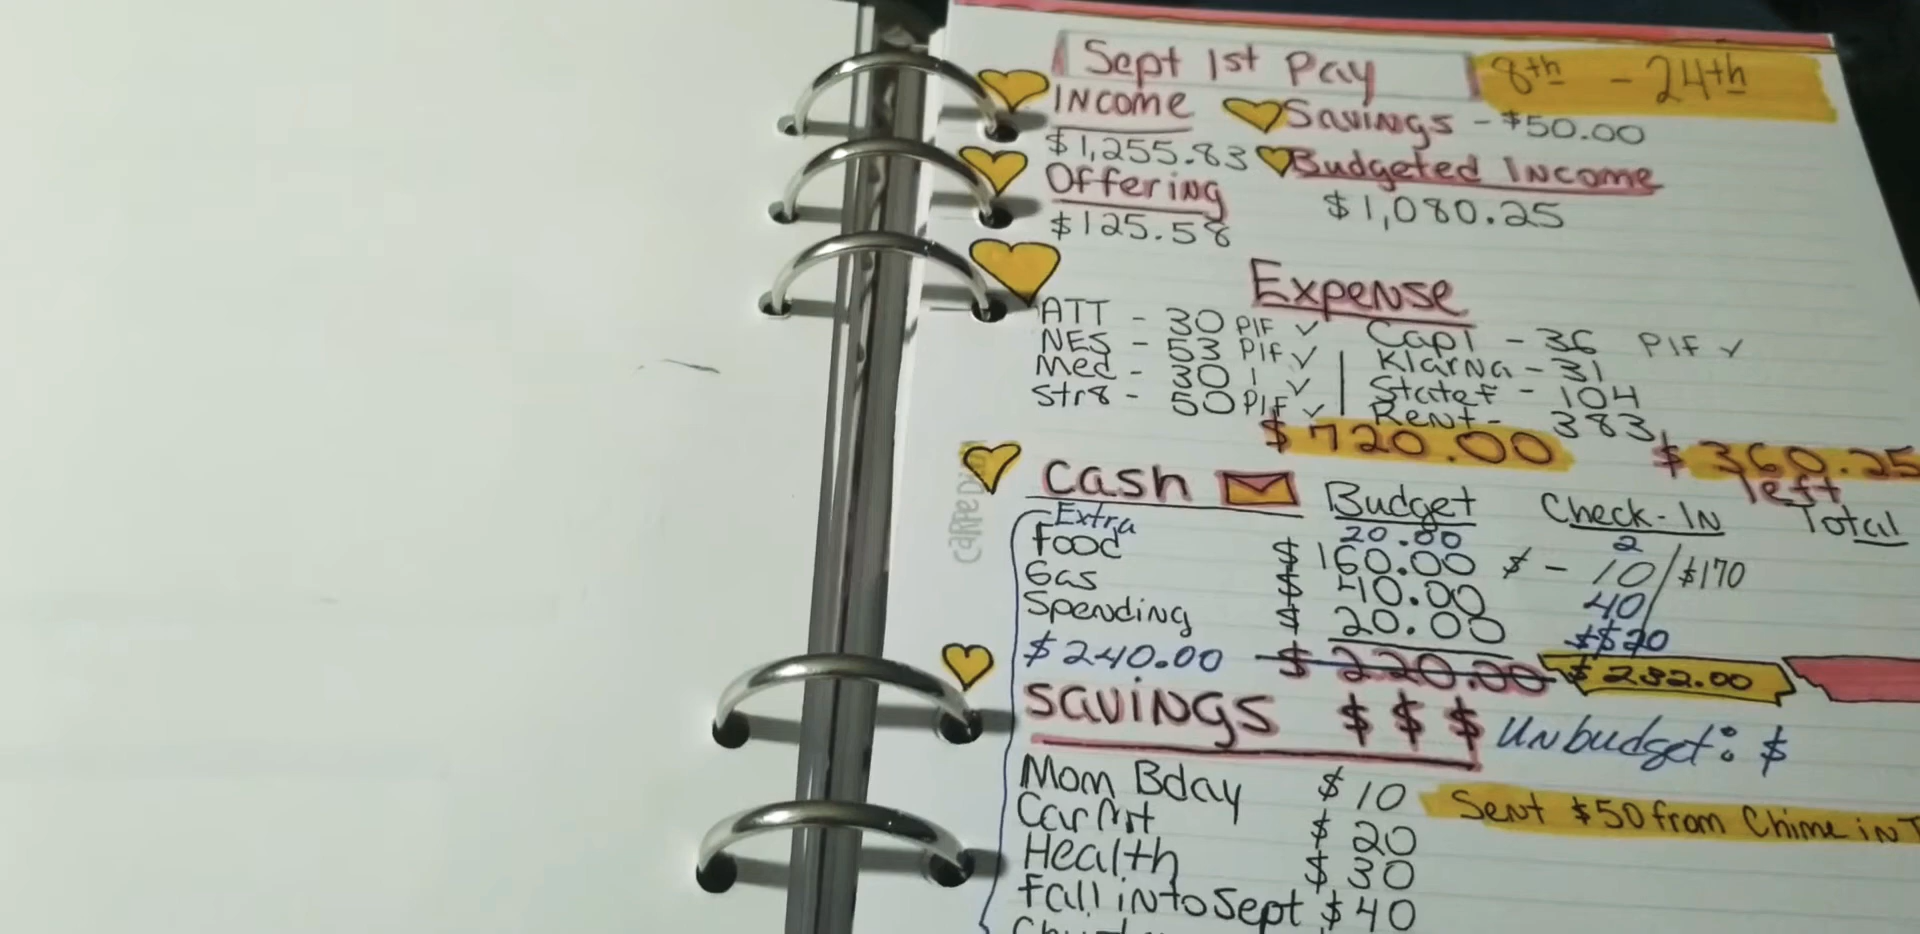 Sept 1st Pay 8th - 24th
Income
Savings - $50.00
$1,255.83
Budgeted Income
Offering
$1,080.25
$125.58
Expense
ATT - 30 PIF ✓ Cap1 - 36 PIF ✓
NES - 53 PIF ✓ Klarna - 31
Med - 30 ✓ Statef - 104
Str8 - 50 PIF ✓ Rent - 383
$720.00 $360.25
left
Cash Budget Check-In Total
Extra 20.00 2
Food $160.00 $ - 10/$170
Gas $40.00 40
Spending $20.00 $20
$240.00 $220.00 $232.00
Savings $$$ Unbudget: $
Mom Bday $10 Sent $50 from Chime in
Car Mt $20
Health $30
Fall into Sept $40